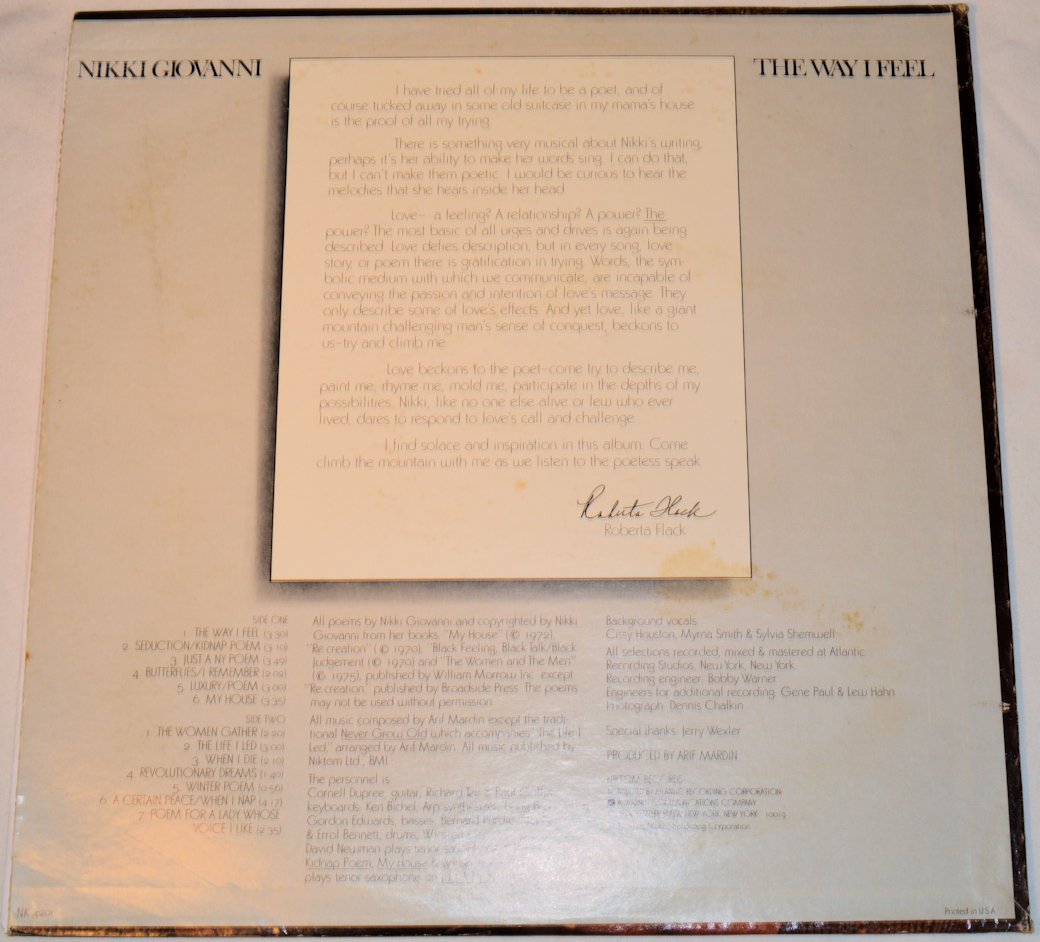 NIKKI GIOVANNI
THE WAY I FEEL
I have tried all of my life to be a poet, and of
course tucked away in some old suitcase in my mama's house
is the proof of all my trying.
There is something very musical about Nikki's writing,
perhaps it's her ability to make her words sing. I can do that,
but I can't make them poetic. I would be curious to hear the
melodies that she hears inside her head.
Love— a feeling? A relationship? A power? The
power? The most basic of all urges and drives is again being
described. Love defies description, but in every song, love
story, or poem there is gratification in trying. Words, the sym-
bolic medium with which we communicate, are incapable of
conveying the passion and intention of love's message. They
only describe some of love's effects. And yet love, like a giant
mountain challenging man's sense of conquest, beckons to
us–try and climb me.
Love beckons to the poet–come try to describe me,
paint me, rhyme me, mold me, participate in the depths of my
possibilities. Nikki, like no one else alive or few who ever
lived, dares to respond to love's call and challenge.
I find solace and inspiration in this album. Come
climb the mountain with me as we listen to the poetess speak.
Roberta Flack
Roberta Flack
SIDE ONE
1. THE WAY I FEEL (3:30)
2. SEDUCTION/KIDNAP POEM (3:10)
3. JUST A NY POEM (3:49)
4. BUTTERFLIES/I REMEMBER (2:02)
5. LUXURY/POEM (3:00)
6. MY HOUSE (3:35)
SIDE TWO
1. THE WOMEN GATHER (2:20)
2. THE LIFE I LED (3:00)
3. WHEN I DIE (2:10)
4. REVOLUTIONARY DREAMS (1:40)
5. WINTER POEM (0:56)
6. A CERTAIN PEACE/WHEN I NAP (4:17)
7. POEM FOR A LADY WHOSE
VOICE I LIKE (2:35)
All poems by Nikki Giovanni and copyrighted by Nikki
Giovanni from her books "My House" (© 1972),
"Re:creation" (© 1970), "Black Feeling, Black Talk/Black
Judgement (© 1970) and "The Women and The Men"
(© 1975), published by William Morrow Inc. except
"Re:creation," published by Broadside Press. The poems
may not be used without permission.
All music composed by Arif Mardin except the tradi-
tional Never Grow Old which accompanies "The Life I
Led," arranged by Arif Mardin. All music published by
Niktom Ltd., BMI
The personnel is:
Cornell Dupree, guitar, Richard Tee & Paul Griffin,
keyboards, Ken Bichel, Arp synthesizer,
Gordon Edwards, basses, Bernard Purdie,
& Errol Bennett, drums, Winston
David Newman plays tenor
Kidnap Poem, My House &
plays tenor saxophone on
Background vocals:
Cissy Houston, Myrna Smith & Sylvia Shemwell
All selections recorded, mixed & mastered at Atlantic
Recording Studios, New York, New York.
Recording engineer: Bobby Warner
Engineers for additional recording: Gene Paul & Lew Hahn
Photograph: Dennis Chalkin
Special thanks: Jerry Wexler
PRODUCED BY ARIF MARDIN
NIKTOM RECORDS
DISTRIBUTED BY ATLANTIC RECORDING CORPORATION
A WARNER COMMUNICATIONS COMPANY
NEW YORK, NEW YORK 10019
Atlantic Recording Corporation
NK 4201
Printed in U.S.A.